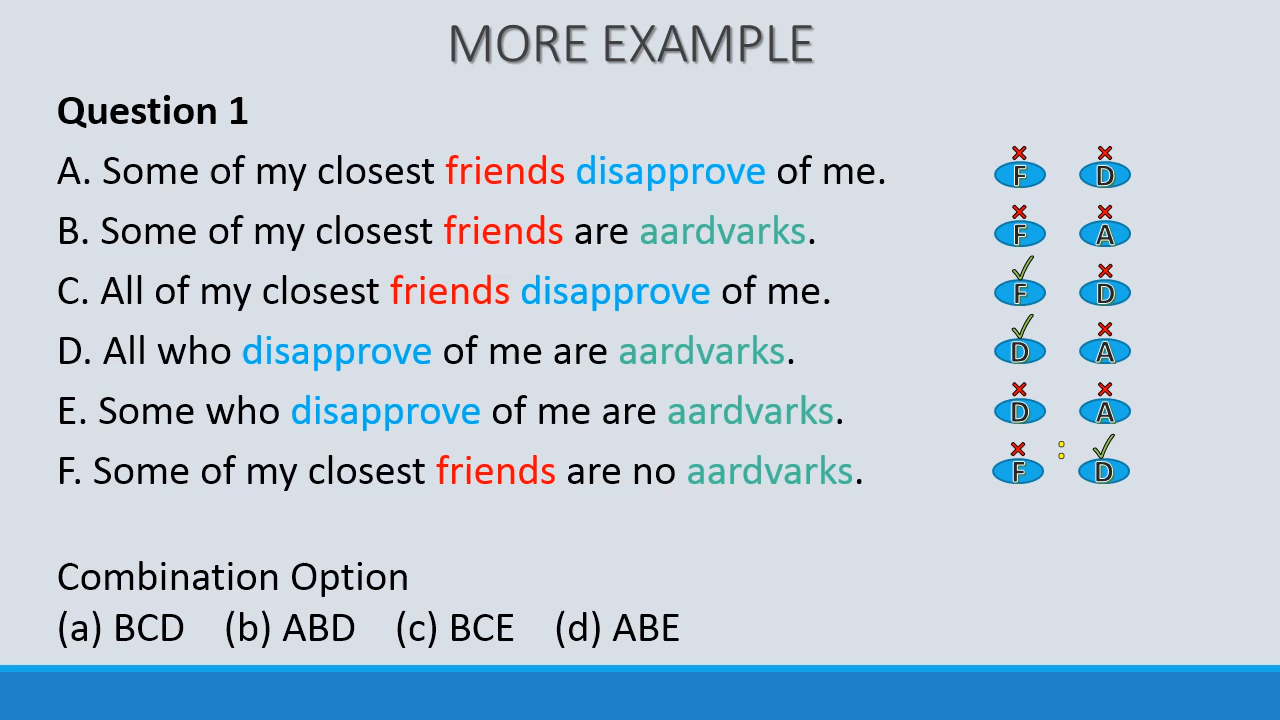 MORE EXAMPLE
Question 1
A. Some of my closest friends disapprove of me. F D
B. Some of my closest friends are aardvarks. F A
C. All of my closest friends disapprove of me. F D
D. All who disapprove of me are aardvarks. D A
E. Some who disapprove of me are aardvarks. D A
F. Some of my closest friends are no aardvarks. F : D
Combination Option
(a) BCD (b) ABD (c) BCE (d) ABE